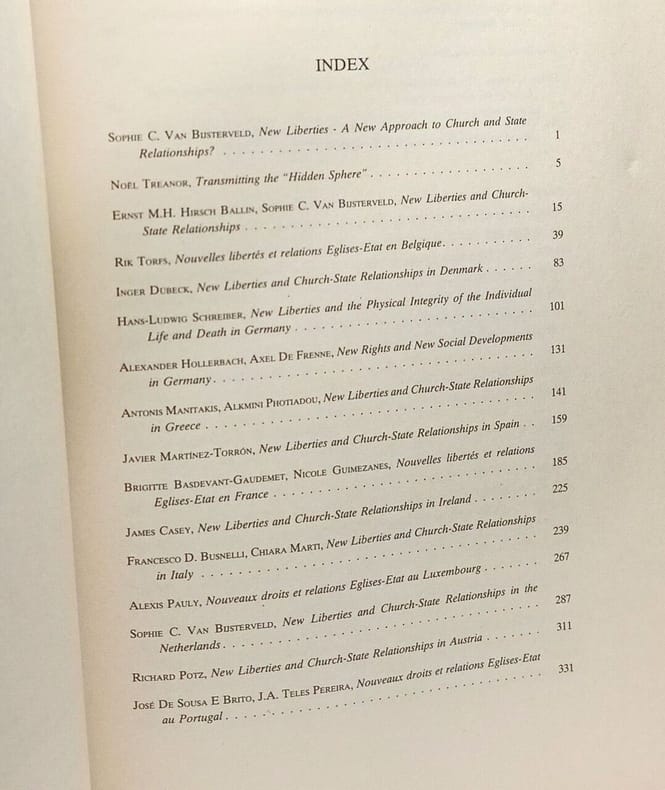 INDEX
SOPHIE C. VAN BIJSTERVELD, New Liberties - A New Approach to Church and State
Relationships? . . . . . . . . . . . . . . . . . . . . . . . . . . . . . . 1
NOËL TREANOR, Transmitting the “Hidden Sphere” . . . . . . . . . . . . . . . . 5
ERNST M.H. HIRSCH BALLIN, SOPHIE C. VAN BIJSTERVELD, New Liberties and Church-
State Relationships . . . . . . . . . . . . . . . . . . . . . . . . . . . . 15
RIK TORFS, Nouvelles libertés et relations Eglises-Etat en Belgique. . . . . . . . . 39
INGER DÜBECK, New Liberties and Church-State Relationships in Denmark . . . . . . 83
HANS-LUDWIG SCHREIBER, New Liberties and the Physical Integrity of the Individual
Life and Death in Germany . . . . . . . . . . . . . . . . . . . . . . . . 101
ALEXANDER HOLLERBACH, AXEL DE FRENNE, New Rights and New Social Developments
in Germany. . . . . . . . . . . . . . . . . . . . . . . . . . . . . . . . 131
ANTONIS MANITAKIS, ALKMINI PHOTIADOU, New Liberties and Church-State Relationships
in Greece . . . . . . . . . . . . . . . . . . . . . . . . . . . . . . . . 141
JAVIER MARTÍNEZ-TORRÓN, New Liberties and Church-State Relationships in Spain . . 159
BRIGITTE BASDEVANT-GAUDEMET, NICOLE GUIMEZANES, Nouvelles libertés et relations
Eglises-Etat en France . . . . . . . . . . . . . . . . . . . . . . . . . . 185
JAMES CASEY, New Liberties and Church-State Relationships in Ireland . . . . . . . 225
FRANCESCO D. BUSNELLI, CHIARA MARTI, New Liberties and Church-State Relationships
in Italy . . . . . . . . . . . . . . . . . . . . . . . . . . . . . . . . . 239
ALEXIS PAULY, Nouveaux droits et relations Eglises-Etat au Luxembourg . . . . . . 267
SOPHIE C. VAN BIJSTERVELD, New Liberties and Church-State Relationships in the
Netherlands . . . . . . . . . . . . . . . . . . . . . . . . . . . . . . . 287
RICHARD POTZ, New Liberties and Church-State Relationships in Austria . . . . . . 311
JOSÉ DE SOUSA E BRITO, J.A. TELES PEREIRA, Nouveaux droits et relations Eglises-Etat
au Portugal . . . . . . . . . . . . . . . . . . . . . . . . . . . . . . . 331